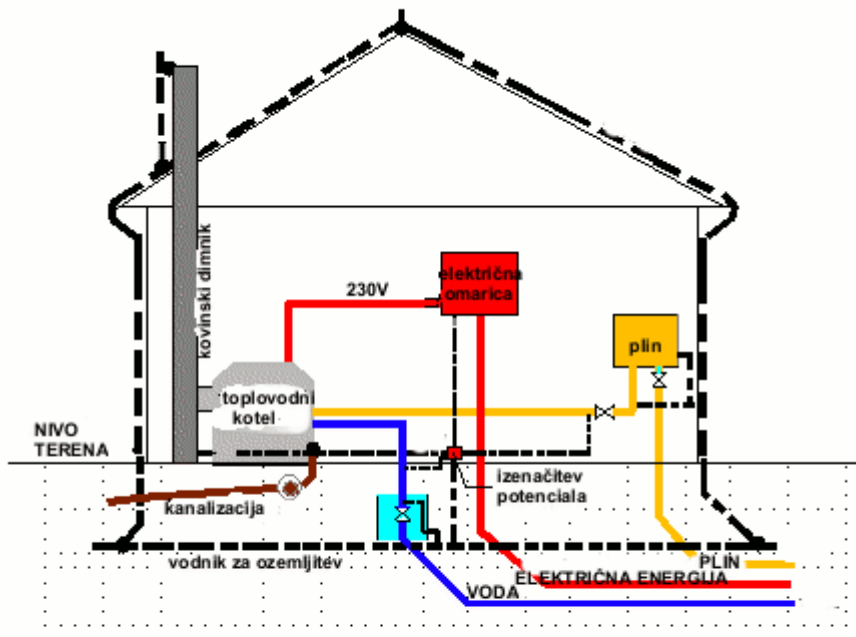 kovinski dimnik
230V
električna
omarica
plin
toplovodni
kotel
NIVO
TERENA
izenačitev
potenciala
kanalizacija
vodnik za ozemljitev
PLIN
ELEKTRIČNA ENERGIJA
VODA